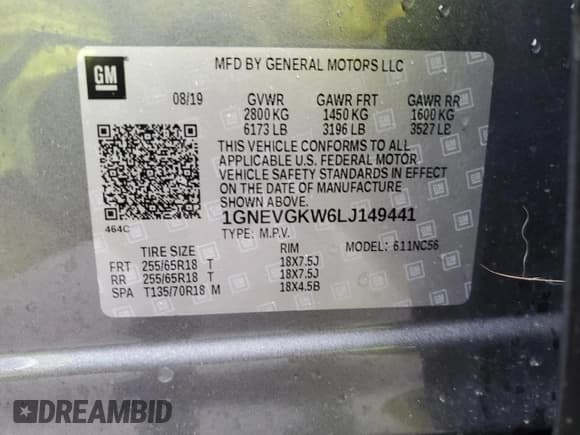 GM
MFD BY GENERAL MOTORS LLC
08/19 GVWR GAWR FRT GAWR RR
2800 KG 1450 KG 1600 KG
6173 LB 3196 LB 3527 LB
THIS VEHICLE CONFORMS TO ALL
APPLICABLE U.S. FEDERAL MOTOR
VEHICLE SAFETY STANDARDS IN EFFECT
ON THE DATE OF MANUFACTURE
SHOWN ABOVE.
1GNEVGKW6LJ149441
464C
TYPE: M.P.V.
TIRE SIZE RIM MODEL: 611NC56
FRT 255/65R18 T 18X7.5J
RR 255/65R18 T 18X7.5J
SPA T135/70R18 M 18X4.5B
DREAMBID